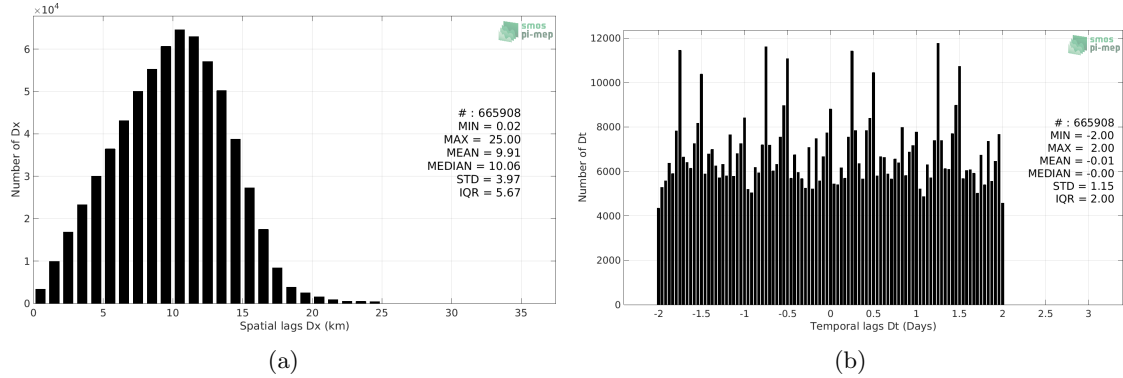 ×10⁴
6
5
4
3
2
1
0
Number of Dx
0 5 10 15 20 25 30 35
Spatial lags Dx (km)
smos
pi-mep
# : 665908
MIN = 0.02
MAX = 25.00
MEAN = 9.91
MEDIAN = 10.06
STD = 3.97
IQR = 5.67
(a)
12000
10000
8000
6000
4000
2000
0
Number of Dt
-2 -1.5 -1 -0.5 0 0.5 1 1.5 2 2.5 3
Temporal lags Dt (Days)
smos
pi-mep
# : 665908
MIN = -2.00
MAX = 2.00
MEAN = -0.01
MEDIAN = -0.00
STD = 1.15
IQR = 2.00
(b)